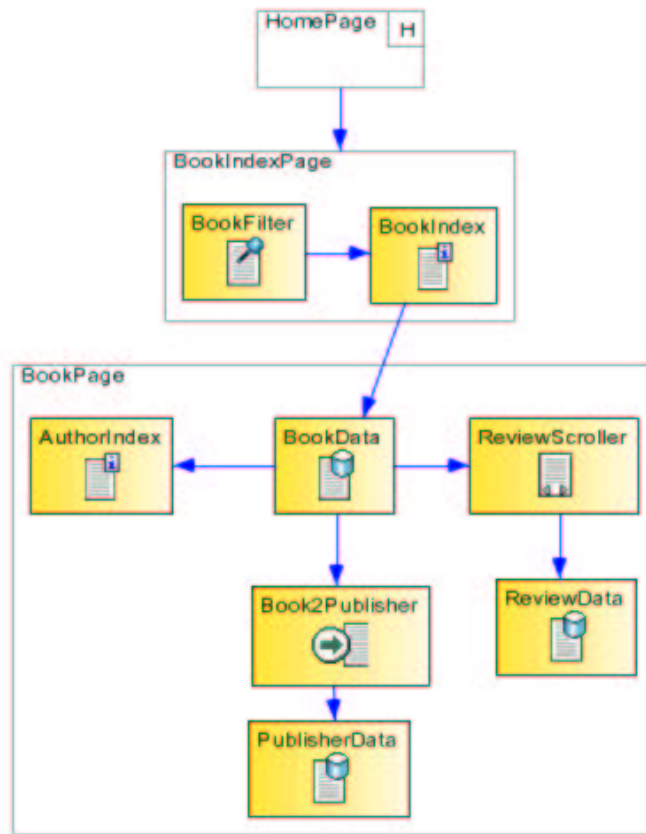 HomePage H
BookIndexPage
BookFilter
BookIndex
BookPage
AuthorIndex
BookData
ReviewScroller
Book2Publisher
ReviewData
PublisherData